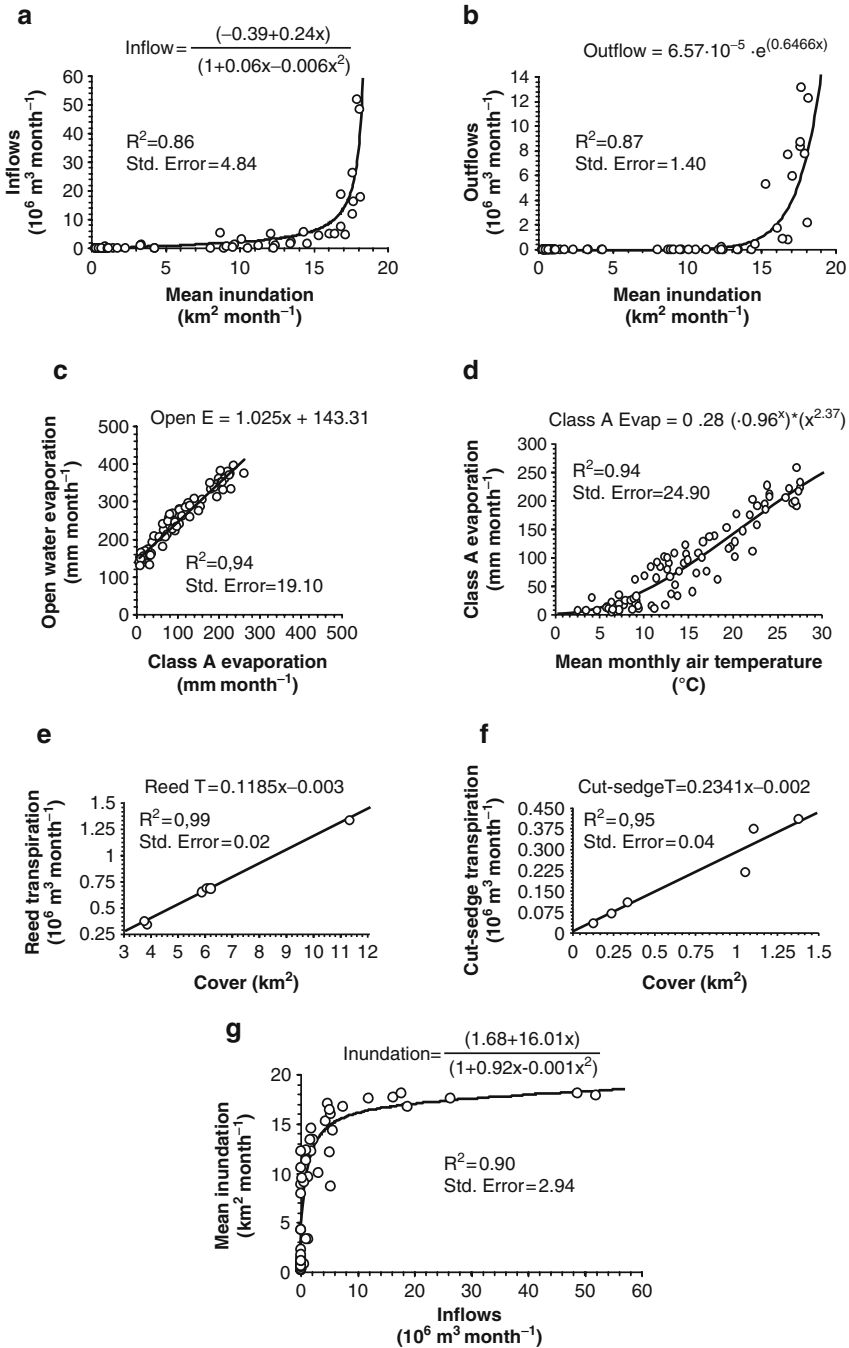 a
Inflow= (−0.39+0.24x)
(1+0.06x−0.006x²)
60
50
40
30
20
10
0
R²=0.86
Std. Error=4.84
Inflows
(10⁶ m³ month⁻¹)
0 5 10 15 20
Mean inundation
(km² month⁻¹)
b
Outflow = 6.57·10⁻⁵ ·e^(0.6466x)
14
12
10
8
6
4
2
0
R²=0.87
Std. Error=1.40
Outflows
(10⁶ m³ month⁻¹)
0 5 10 15 20
Mean inundation
(km² month⁻¹)
c
Open E = 1.025x + 143.31
500
400
300
200
100
0
R²=0,94
Std. Error=19.10
Open water evaporation
(mm month⁻¹)
0 100 200 300 400 500
Class A evaporation
(mm month⁻¹)
d
Class A Evap = 0 .28 (·0.96ˣ)*(x^2.37)
300
250
200
150
100
50
0
R²=0.94
Std. Error=24.90
Class A evaporation
(mm month⁻¹)
0 5 10 15 20 25 30
Mean monthly air temperature
(°C)
e
Reed T=0.1185x−0.003
1.5
1.25
1
0.75
0.5
0.25
R²=0,99
Std. Error=0.02
Reed transpiration
(10⁶ m³ month⁻¹)
3 4 5 6 7 8 9 10 11 12
Cover (km²)
f
Cut-sedgeT=0.2341x−0.002
0.450
0.375
0.300
0.225
0.150
0.075
0
R²=0,95
Std. Error=0.04
Cut-sedge transpiration
(10⁶ m³ month⁻¹)
0 0.25 0.5 0.75 1 1.25 1.5
Cover (km²)
g
Inundation= (1.68+16.01x)
(1+0.92x-0.001x²)
20
15
10
5
0
R²=0.90
Std. Error=2.94
Mean inundation
(km² month⁻¹)
0 10 20 30 40 50 60
Inflows
(10⁶ m³ month⁻¹)